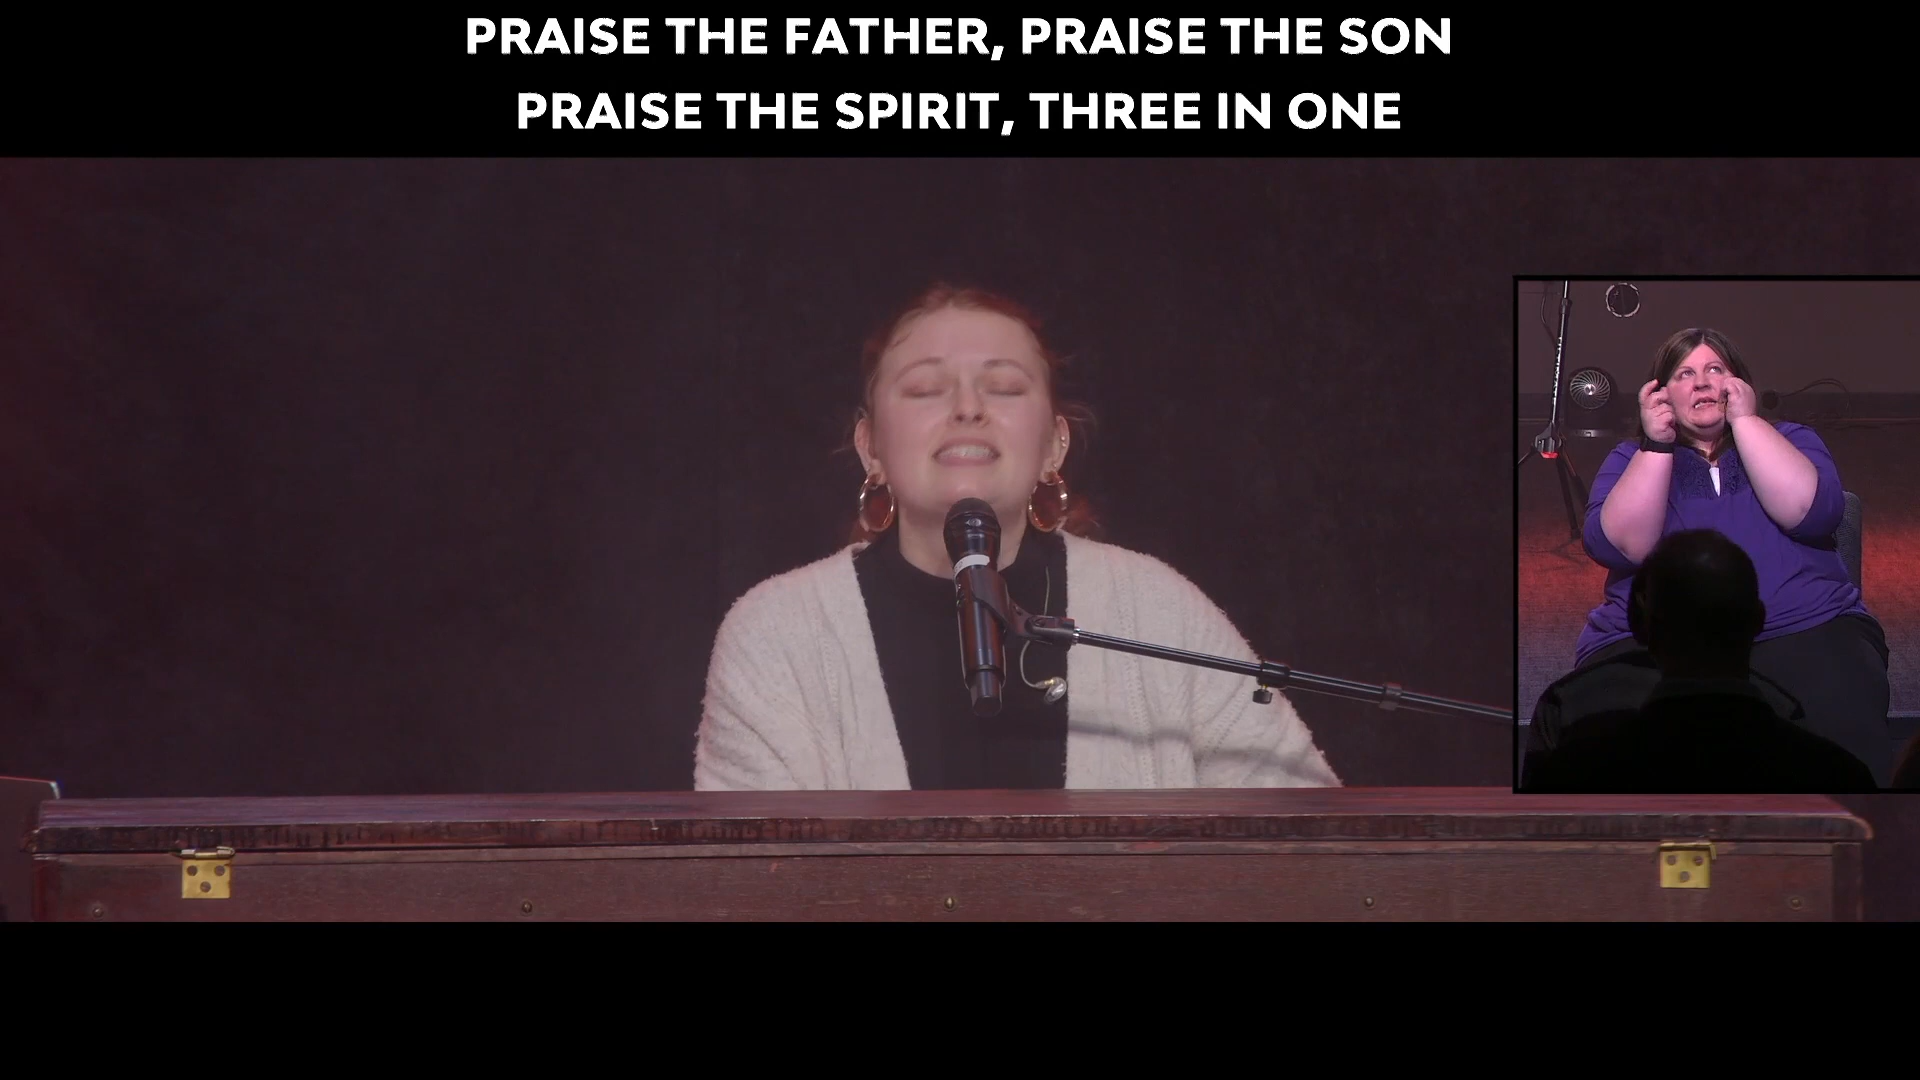 PRAISE THE FATHER, PRAISE THE SON
PRAISE THE SPIRIT, THREE IN ONE